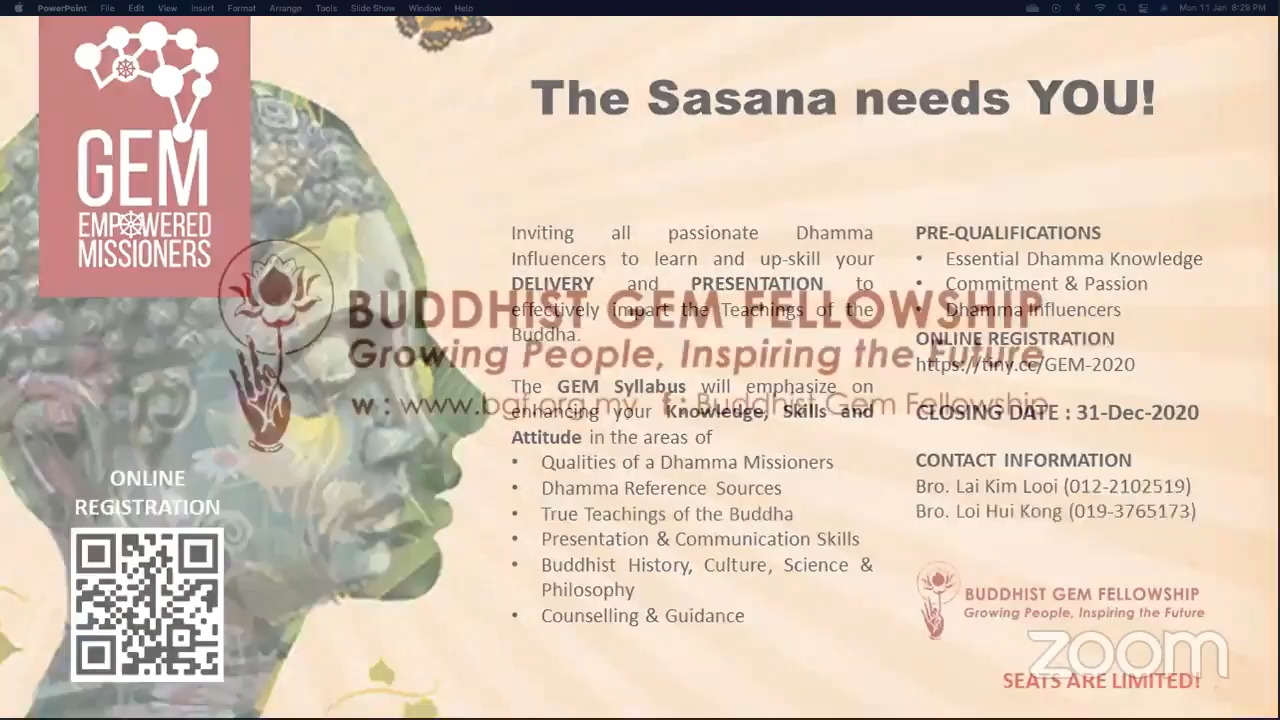 PowerPoint File Edit View Insert Format Arrange Tools Slide Show Window Help Mon 11 Jan 8:29 PM
GEM
EMPOWERED
MISSIONERS
The Sasana needs YOU!
Inviting all passionate Dhamma
Influencers to learn and up-skill your
DELIVERY and PRESENTATION to
effectively impart the Teachings of the
Buddha.
The GEM Syllabus will emphasize on
enhancing your Knowledge, Skills and
Attitude in the areas of
• Qualities of a Dhamma Missioners
• Dhamma Reference Sources
• True Teachings of the Buddha
• Presentation & Communication Skills
• Buddhist History, Culture, Science &
Philosophy
• Counselling & Guidance
PRE-QUALIFICATIONS
• Essential Dhamma Knowledge
• Commitment & Passion
• Dhamma Influencers
ONLINE REGISTRATION
https://tiny.cc/GEM-2020
CLOSING DATE : 31-Dec-2020
CONTACT INFORMATION
Bro. Lai Kim Looi (012-2102519)
Bro. Loi Hui Kong (019-3765173)
BUDDHIST GEM FELLOWSHIP
Growing People, Inspiring the Future
w : www.bgf.org.my f : Buddhist Gem Fellowship
ONLINE
REGISTRATION
BUDDHIST GEM FELLOWSHIP
Growing People, Inspiring the Future
zoom
SEATS ARE LIMITED!